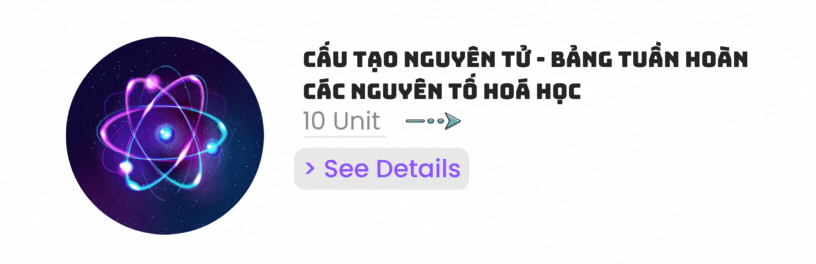 CẤU TẠO NGUYÊN TỬ - BẢNG TUẦN HOÀN
CÁC NGUYÊN TỐ HOÁ HỌC
10 Unit
> See Details